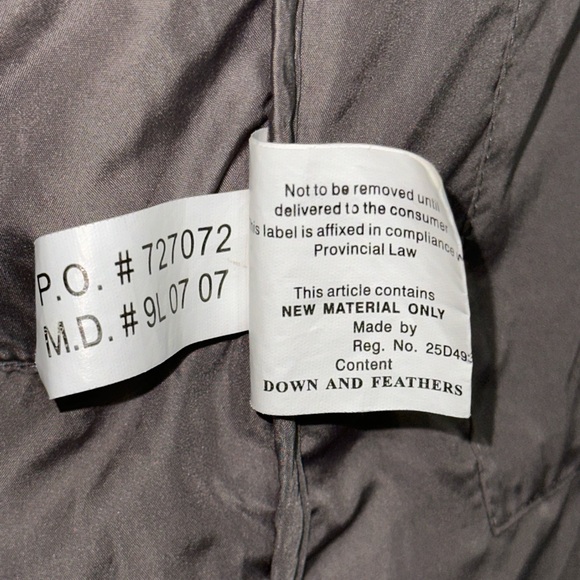 P.O. # 727072
M.D. # 9L 07 07
Not to be removed until
delivered to the consumer
his label is affixed in compliance
Provincial Law
This article contains
NEW MATERIAL ONLY
Made by
Reg. No. 25D49
Content
DOWN AND FEATHERS